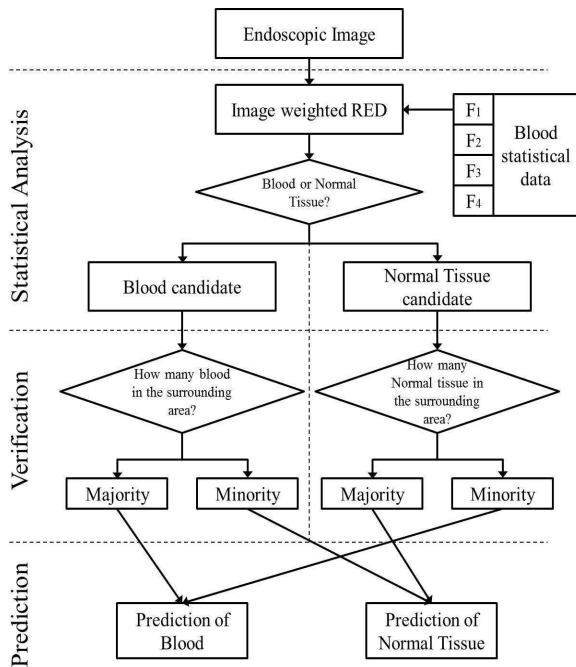 Endoscopic Image
Statistical Analysis
Image weighted RED
F1
F2
F3
F4
Blood
statistical
data
Blood or Normal
Tissue?
Blood candidate
Normal Tissue
candidate
Verification
How many blood
in the surrounding
area?
How many
Normal tissue in
the surrounding
area?
Majority
Minority
Majority
Minority
Prediction
Prediction of
Blood
Prediction of
Normal Tissue